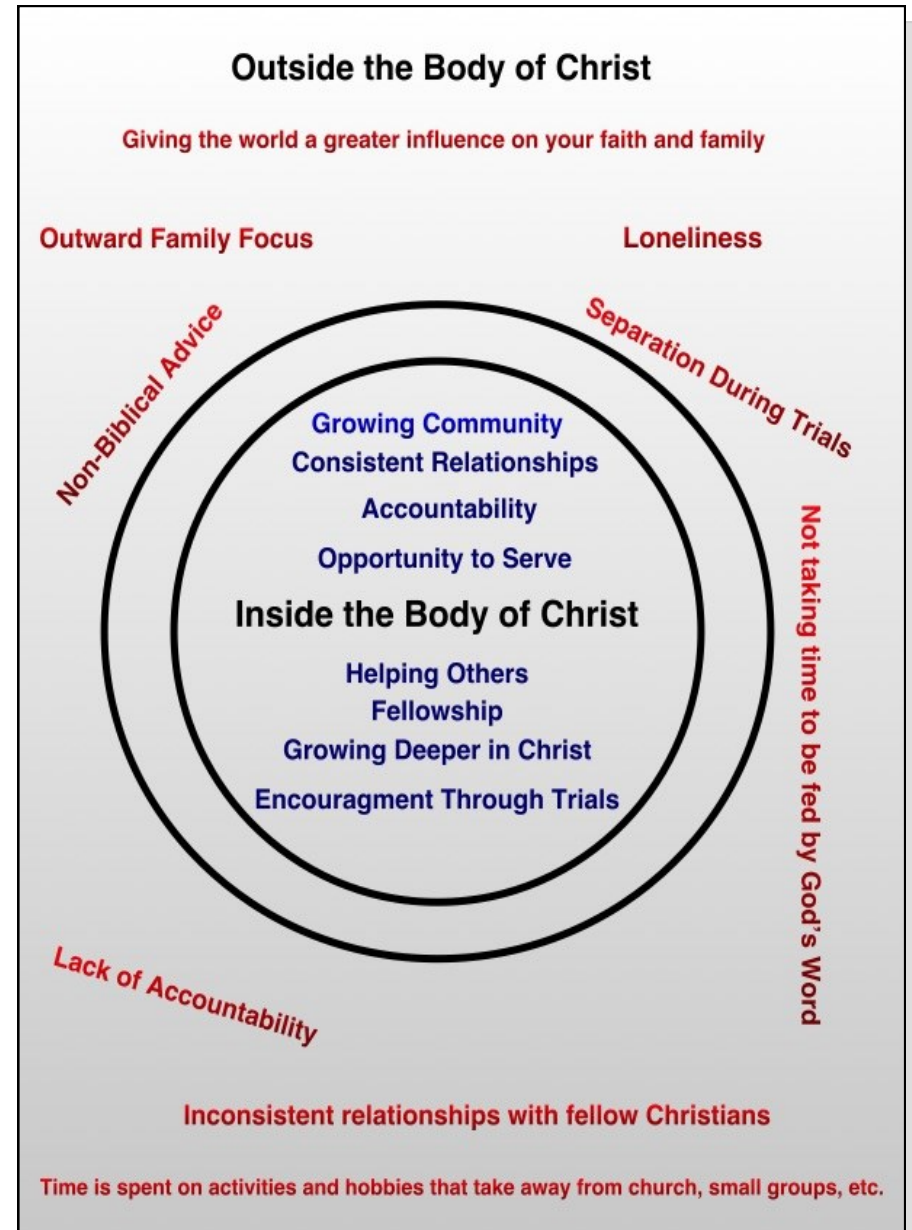 Outside the Body of Christ
Giving the world a greater influence on your faith and family
Outward Family Focus
Loneliness
Non-Biblical Advice
Separation During Trials
Growing Community
Consistent Relationships
Accountability
Opportunity to Serve
Inside the Body of Christ
Helping Others
Fellowship
Growing Deeper in Christ
Encouragment Through Trials
Not taking time to be fed by God's Word
Lack of Accountability
Inconsistent relationships with fellow Christians
Time is spent on activities and hobbies that take away from church, small groups, etc.